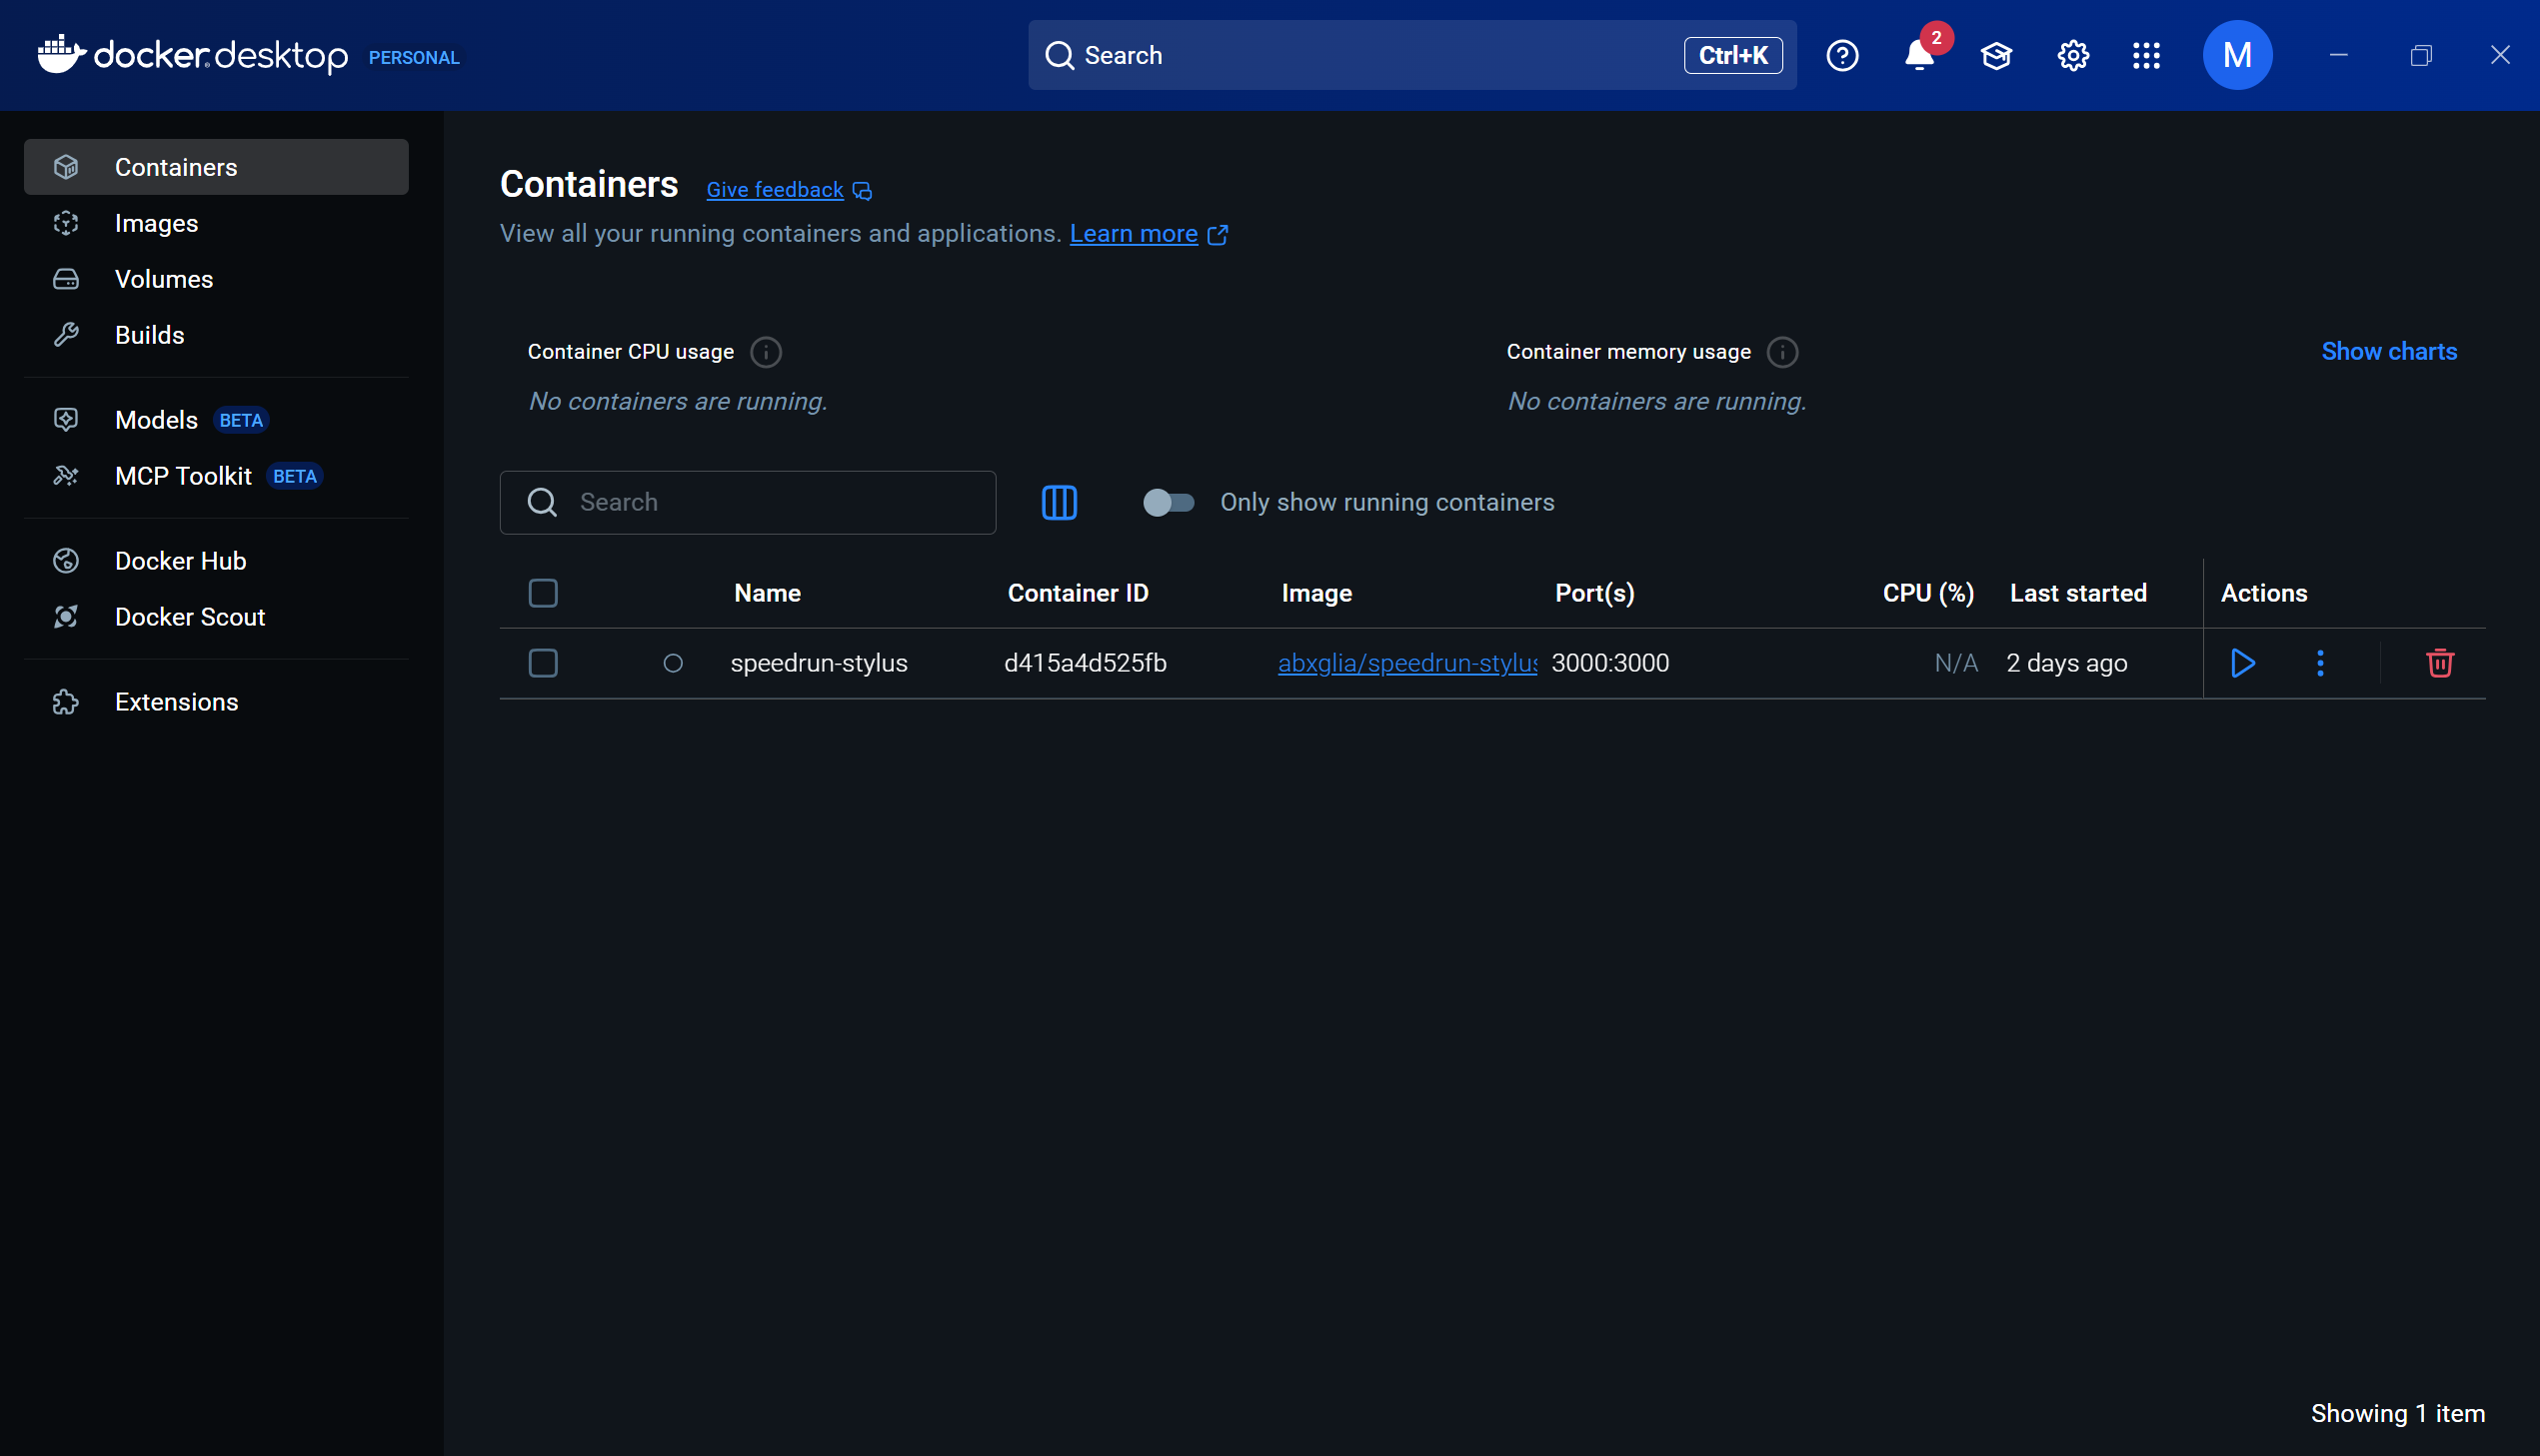 docker.desktop PERSONAL
Search
Ctrl+K
2
M
Containers
Images
Volumes
Builds
Models BETA
MCP Toolkit BETA
Docker Hub
Docker Scout
Extensions
Containers Give feedback
View all your running containers and applications. Learn more
Container CPU usage
No containers are running.
Container memory usage
No containers are running.
Show charts
Search
Only show running containers
Name Container ID Image Port(s) CPU (%) Last started Actions
speedrun-stylus d415a4d525fb abxglia/speedrun-stylus 3000:3000 N/A 2 days ago
Showing 1 item